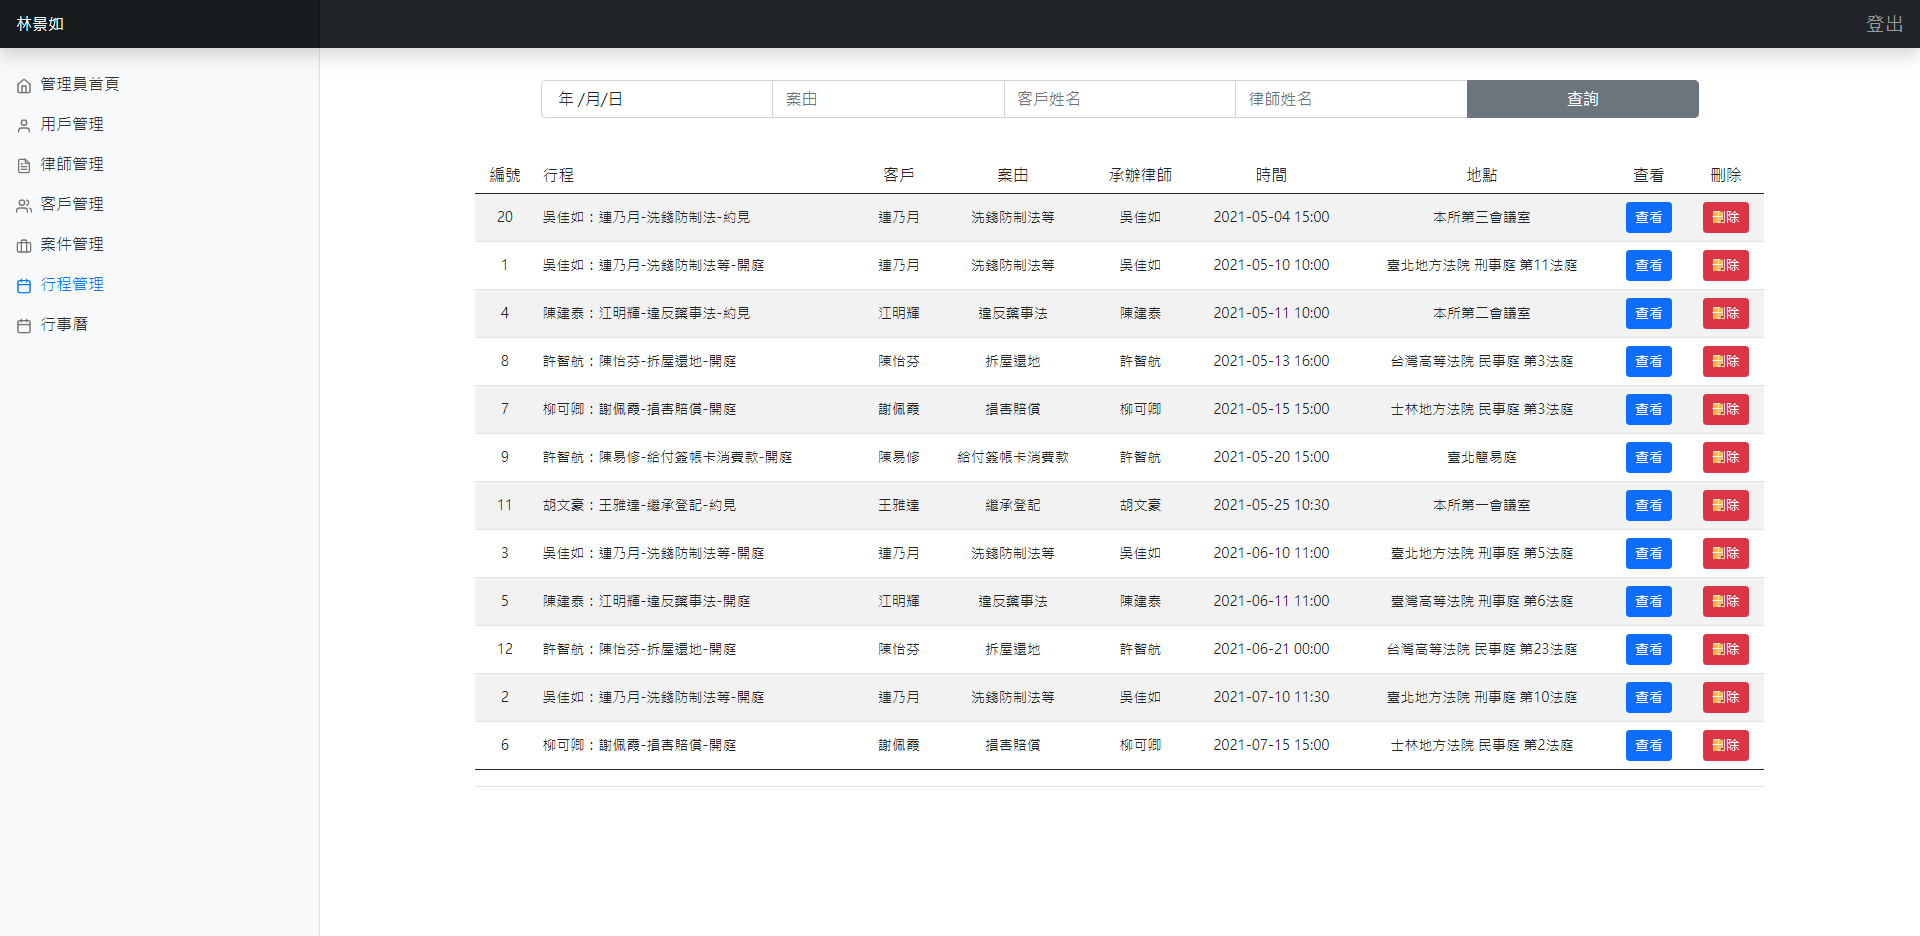 林景如
登出
管理員首頁
用戶管理
律師管理
客戶管理
案件管理
行程管理
行事曆
年 /月/日 案由 客戶姓名 律師姓名 查詢
編號 行程 客戶 案由 承辦律師 時間 地點 查看 刪除
20 吳佳如：連乃月-洗錢防制法-約見 連乃月 洗錢防制法等 吳佳如 2021-05-04 15:00 本所第三會議室 查看 刪除
1 吳佳如：連乃月-洗錢防制法等-開庭 連乃月 洗錢防制法等 吳佳如 2021-05-10 10:00 臺北地方法院 刑事庭 第11法庭 查看 刪除
4 陳建泰：江明輝-違反藥事法-約見 江明輝 違反藥事法 陳建泰 2021-05-11 10:00 本所第二會議室 查看 刪除
8 許智航：陳怡芬-拆屋還地-開庭 陳怡芬 拆屋還地 許智航 2021-05-13 16:00 台灣高等法院 民事庭 第3法庭 查看 刪除
7 柳可卿：謝佩霞-損害賠償-開庭 謝佩霞 損害賠償 柳可卿 2021-05-15 15:00 士林地方法院 民事庭 第3法庭 查看 刪除
9 許智航：陳易修-給付簽帳卡消費款-開庭 陳易修 給付簽帳卡消費款 許智航 2021-05-20 15:00 臺北簡易庭 查看 刪除
11 胡文豪：王雅達-繼承登記-約見 王雅達 繼承登記 胡文豪 2021-05-25 10:30 本所第一會議室 查看 刪除
3 吳佳如：連乃月-洗錢防制法等-開庭 連乃月 洗錢防制法等 吳佳如 2021-06-10 11:00 臺北地方法院 刑事庭 第5法庭 查看 刪除
5 陳建泰：江明輝-違反藥事法-開庭 江明輝 違反藥事法 陳建泰 2021-06-11 11:00 臺灣高等法院 刑事庭 第6法庭 查看 刪除
12 許智航：陳怡芬-拆屋還地-開庭 陳怡芬 拆屋還地 許智航 2021-06-21 00:00 台灣高等法院 民事庭 第23法庭 查看 刪除
2 吳佳如：連乃月-洗錢防制法等-開庭 連乃月 洗錢防制法等 吳佳如 2021-07-10 11:30 臺北地方法院 刑事庭 第10法庭 查看 刪除
6 柳可卿：謝佩霞-損害賠償-開庭 謝佩霞 損害賠償 柳可卿 2021-07-15 15:00 士林地方法院 民事庭 第2法庭 查看 刪除